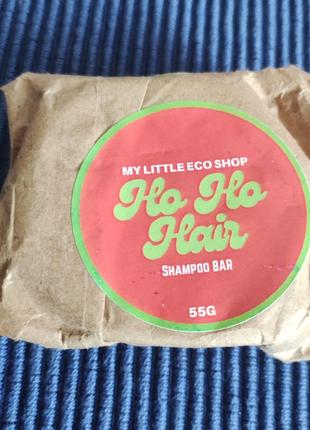 MY LITTLE ECO SHOP
Ho Ho
Hair
SHAMPOO BAR
55G